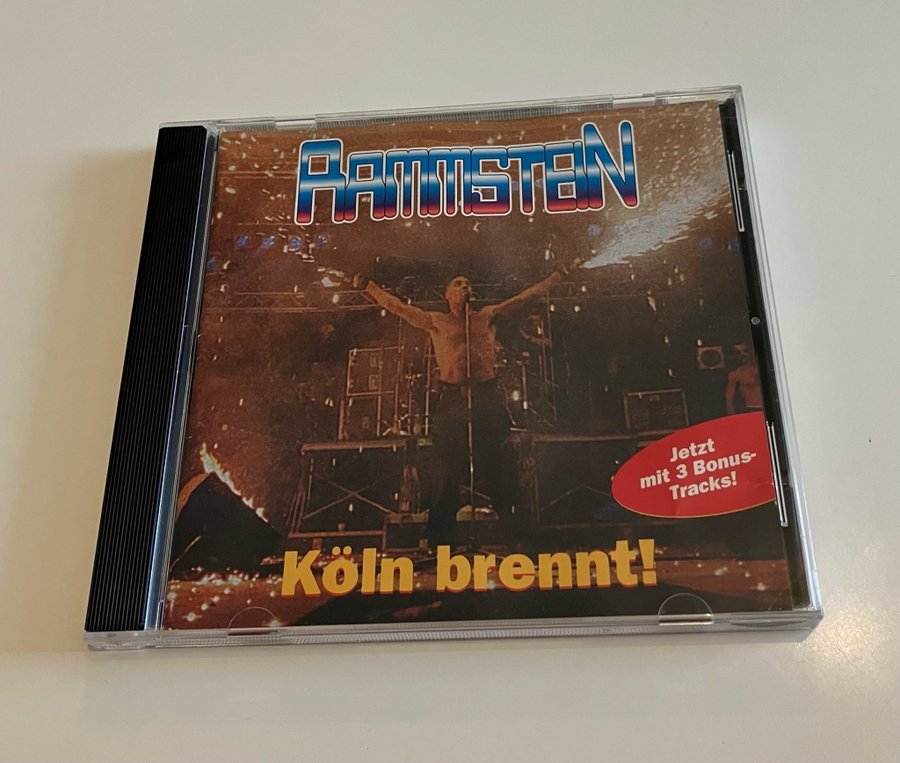 RAMMSTEIN
Jetzt
mit 3 Bonus-
Tracks!
Köln brennt!